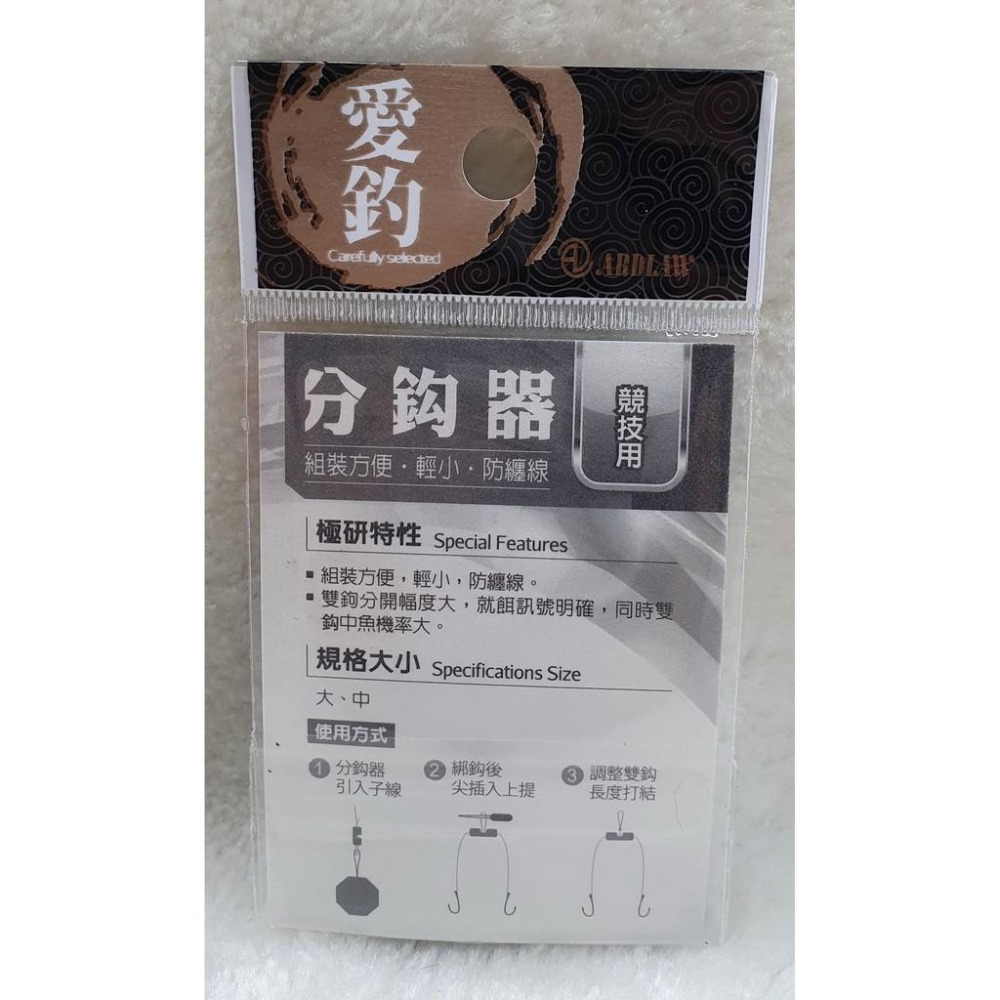 愛釣
Carefully selected
ARDLAW
分鈎器
競技用
組裝方便・輕小・防纏線
極研特性 Special Features
▪ 組裝方便，輕小，防纏線。
▪ 雙鉤分開幅度大，就餌訊號明確，同時雙
鈎中魚機率大。
規格大小 Specifications Size
大、中
使用方式
1 分鈎器
引入子線
2 綁鈎後
尖插入上提
3 調整雙鈎
長度打結